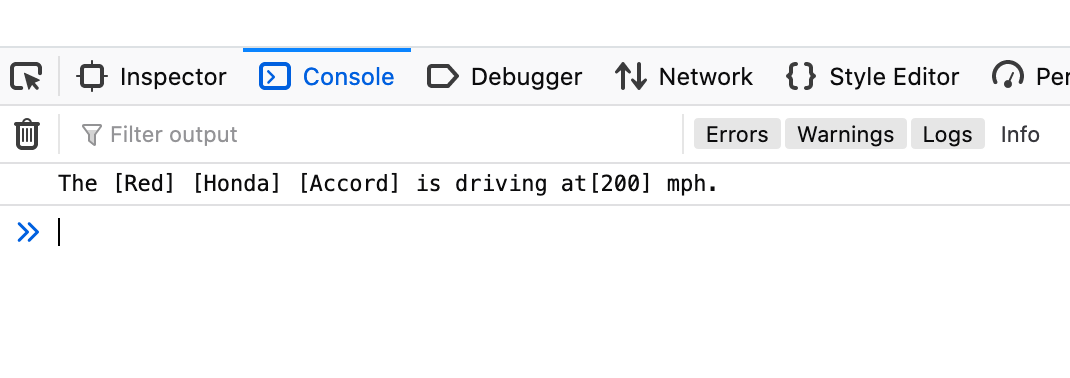 Inspector Console Debugger Network Style Editor Per
Filter output Errors Warnings Logs Info
The [Red] [Honda] [Accord] is driving at[200] mph.